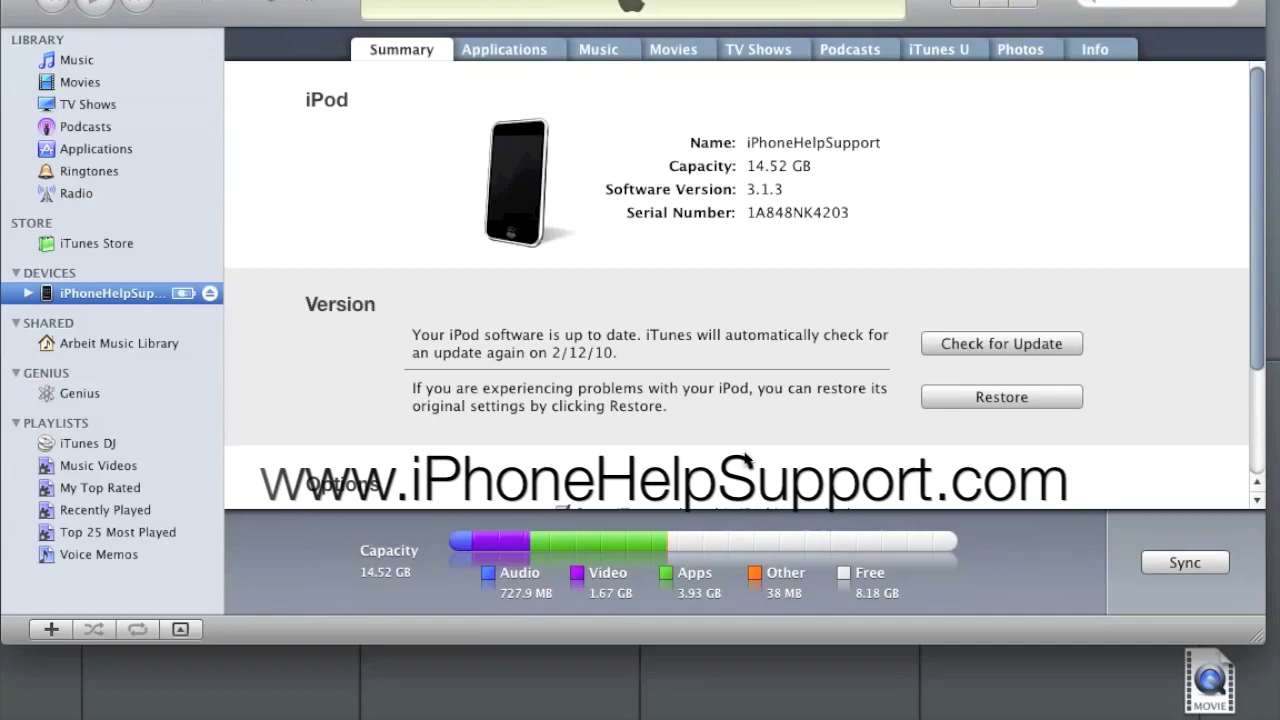 LIBRARY
Music
Movies
TV Shows
Podcasts
Applications
Ringtones
Radio
STORE
iTunes Store
DEVICES
iPhoneHelpSup...
SHARED
Arbeit Music Library
GENIUS
Genius
PLAYLISTS
iTunes DJ
Music Videos
My Top Rated
Recently Played
Top 25 Most Played
Voice Memos
Summary Applications Music Movies TV Shows Podcasts iTunes U Photos Info
iPod
Name: iPhoneHelpSupport
Capacity: 14.52 GB
Software Version: 3.1.3
Serial Number: 1A848NK4203
Version
Your iPod software is up to date. iTunes will automatically check for
an update again on 2/12/10.
Check for Update
If you are experiencing problems with your iPod, you can restore its
original settings by clicking Restore.
Restore
Options
www.iPhoneHelpSupport.com
Capacity
14.52 GB
Audio
727.9 MB
Video
1.67 GB
Apps
3.93 GB
Other
38 MB
Free
8.18 GB
Sync
MOVIE